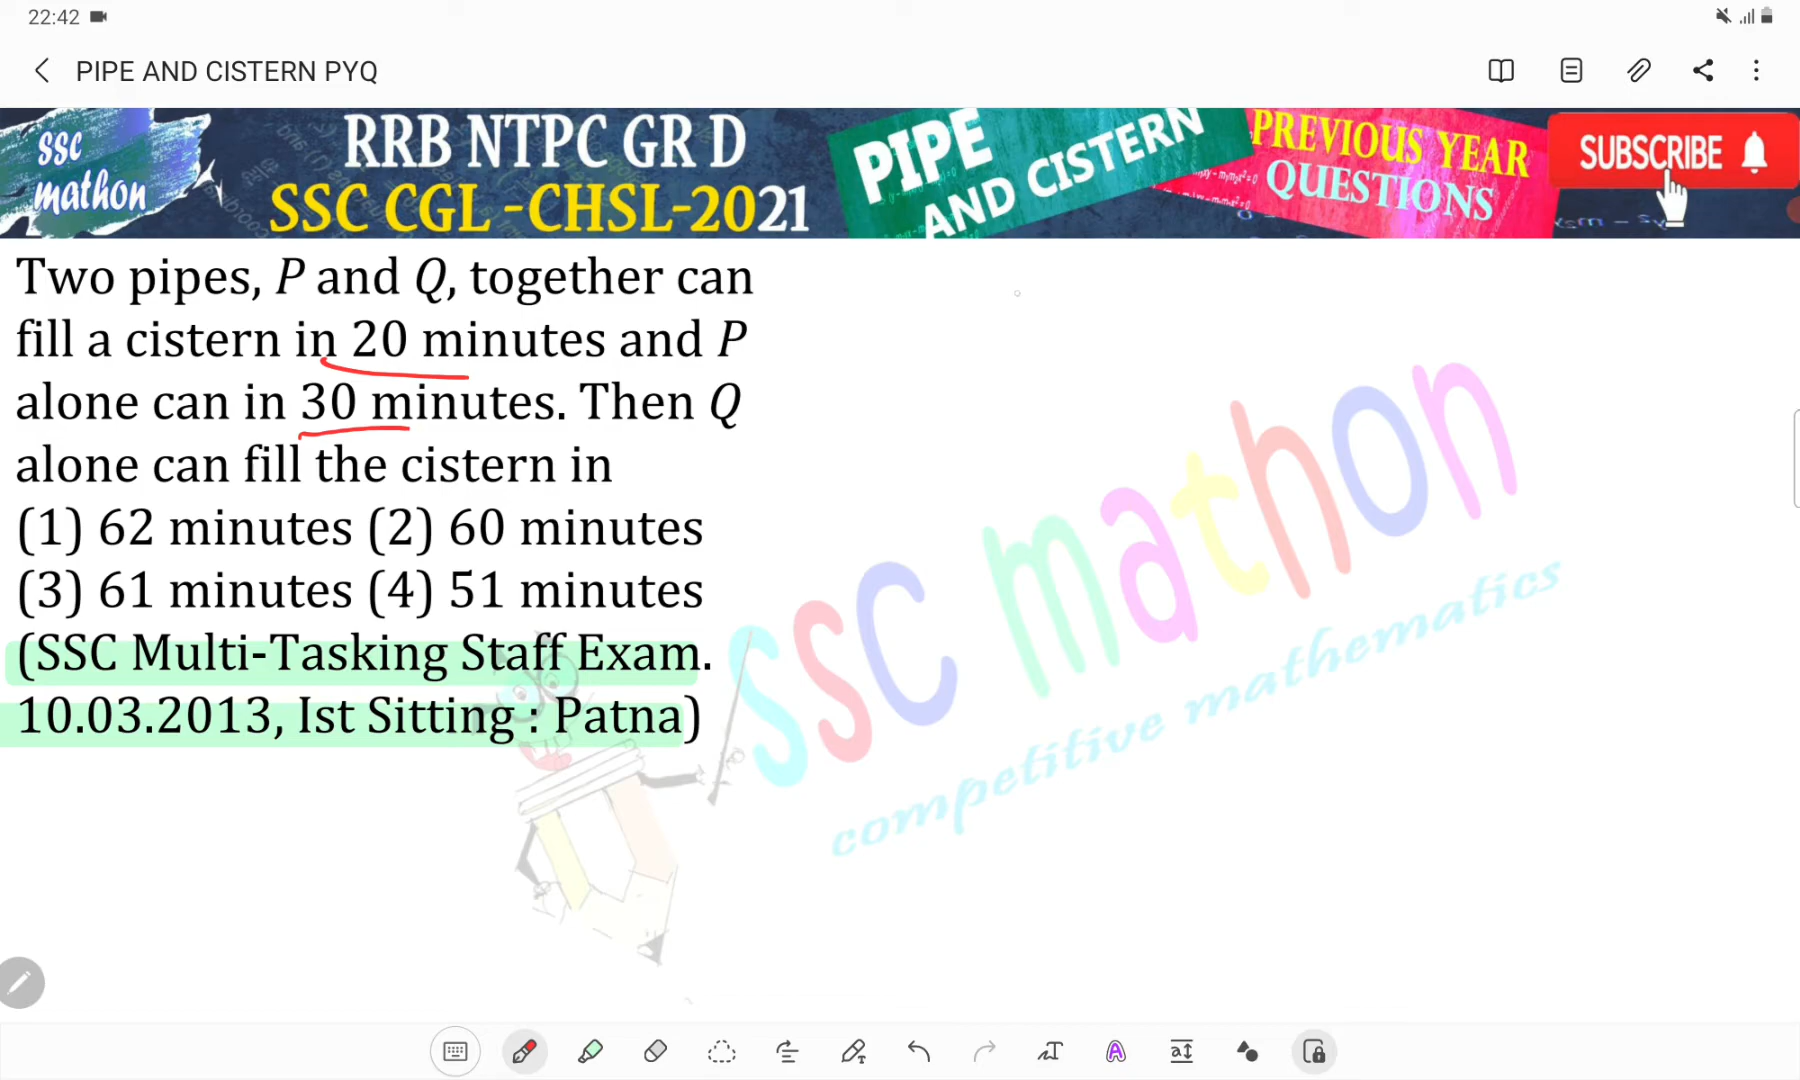 22:42
PIPE AND CISTERN PYQ
ssc
mathon
RRB NTPC GR D
SSC CGL -CHSL-2021
PIPE
AND CISTERN
PREVIOUS YEAR
QUESTIONS
SUBSCRIBE
Two pipes, P and Q, together can
fill a cistern in 20 minutes and P
alone can in 30 minutes. Then Q
alone can fill the cistern in
(1) 62 minutes (2) 60 minutes
(3) 61 minutes (4) 51 minutes
(SSC Multi-Tasking Staff Exam.
10.03.2013, Ist Sitting : Patna)
ssc mathon
competitive mathematics